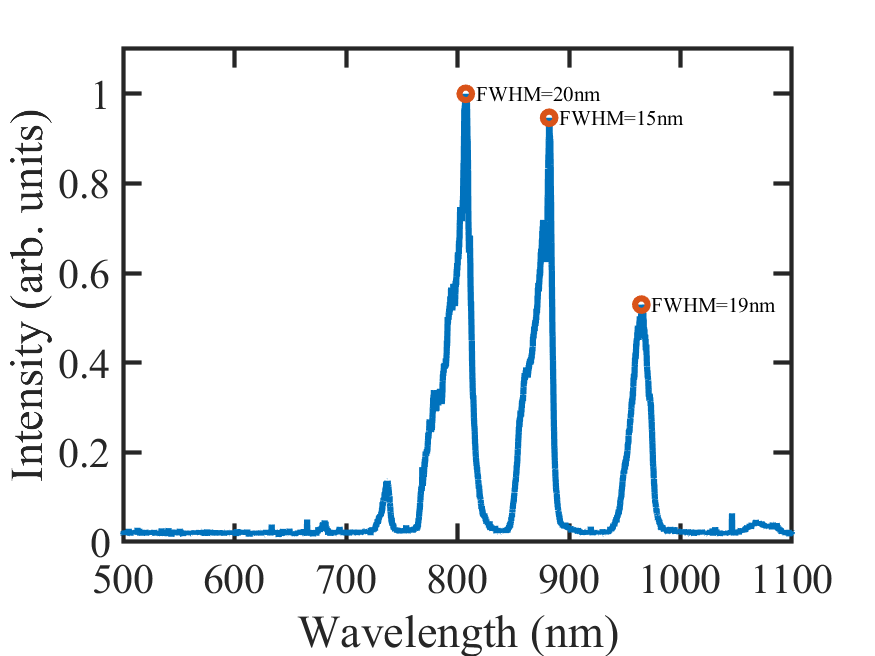 1
0.8
0.6
0.4
0.2
0
Intensity (arb. units)
FWHM=20nm
FWHM=15nm
FWHM=19nm
500 600 700 800 900 1000 1100
Wavelength (nm)